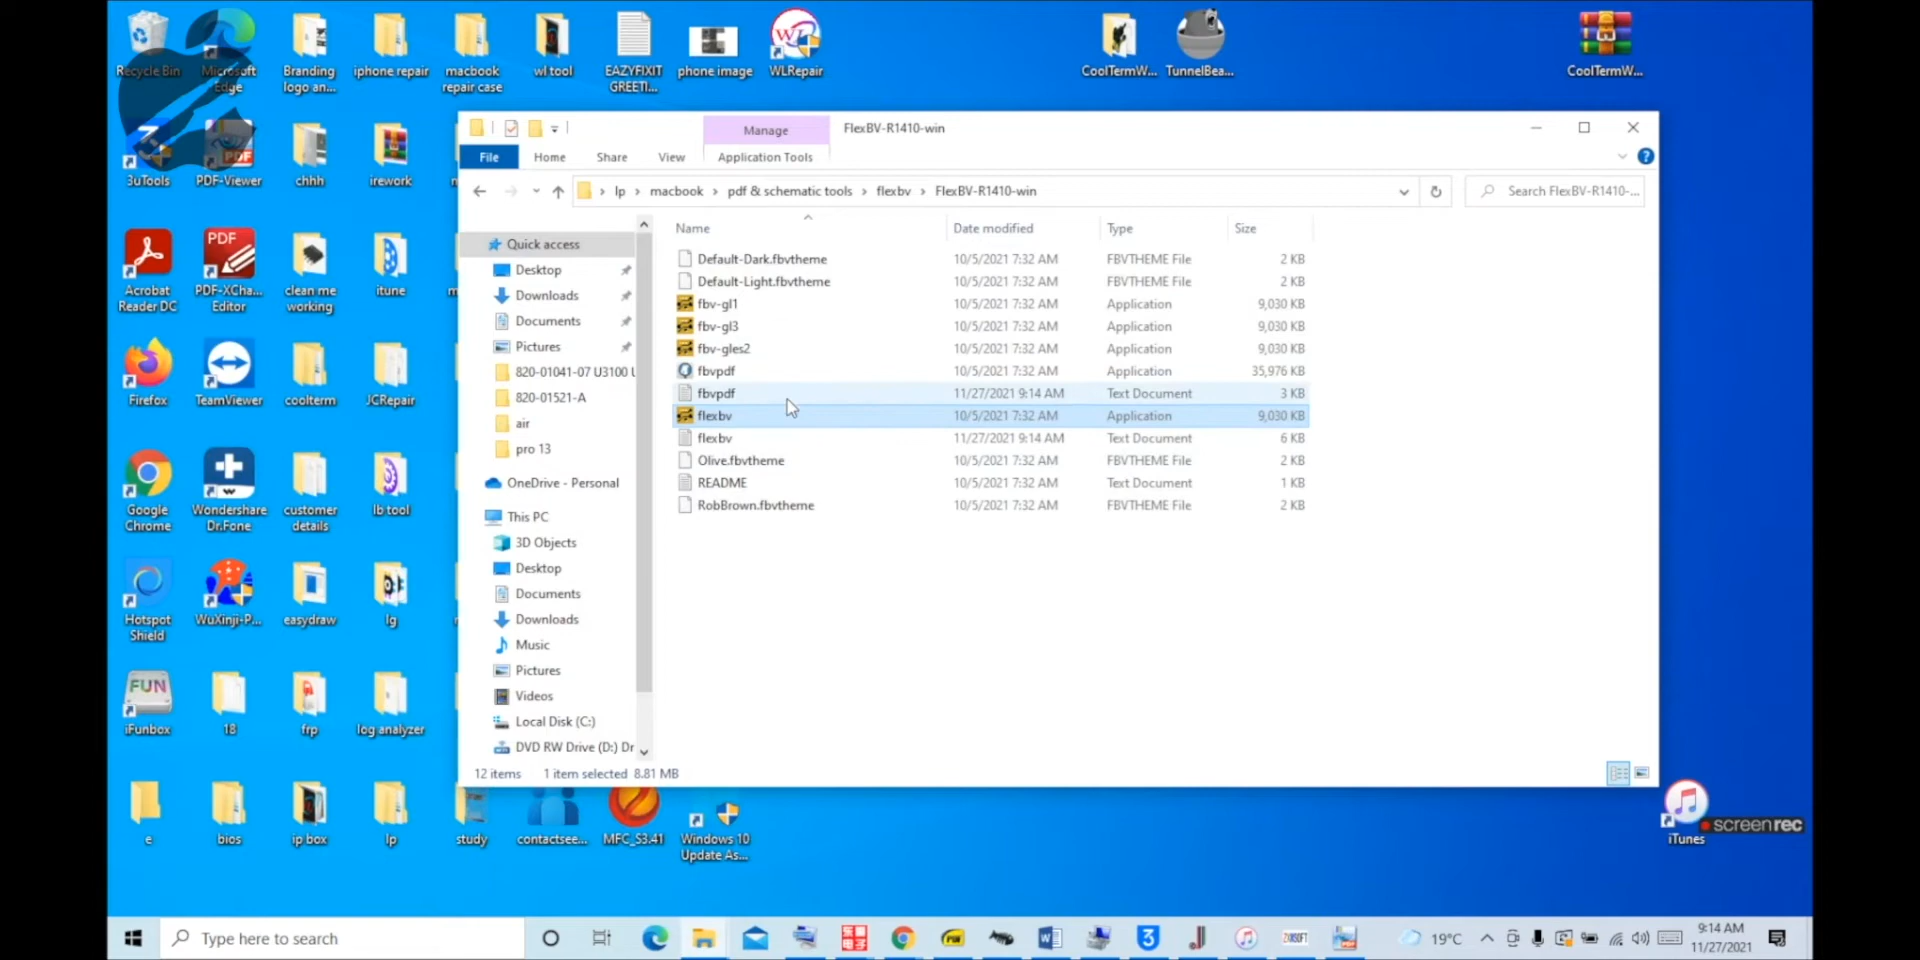 Recycle Bin
Microsoft Edge
Branding logo an...
iphone repair
macbook repair case
wl tool
EAZYFIXIT GREETI...
phone image
WLRepair
CoolTermW...
TunnelBea...
CoolTermW...
3uTools
PDF-Viewer
chhh
irework
Acrobat Reader DC
PDF-XCha... Editor
clean me working
itune
Firefox
TeamViewer
coolterm
JCRepair
Google Chrome
Wondershare Dr.Fone
customer details
lb tool
Hotspot Shield
WuXinji-P...
easydraw
lg
FUN
iFunbox
18
frp
log analyzer
e
bios
ip box
lp
study
contactsee...
MFC_S3.41
Windows 10 Update As...
iTunes
screenrec
Manage
FlexBV-R1410-win
File
Home
Share
View
Application Tools
lp
macbook
pdf & schematic tools
flexbv
FlexBV-R1410-win
Search FlexBV-R1410-...
Quick access
Desktop
Downloads
Documents
Pictures
820-01041-07 U3100 U
820-01521-A
air
pro 13
OneDrive - Personal
This PC
3D Objects
Desktop
Documents
Downloads
Music
Pictures
Videos
Local Disk (C:)
DVD RW Drive (D:) Dr
Name Date modified Type Size
Default-Dark.fbvtheme 10/5/2021 7:32 AM FBVTHEME File 2 KB
Default-Light.fbvtheme 10/5/2021 7:32 AM FBVTHEME File 2 KB
fbv-gl1 10/5/2021 7:32 AM Application 9,030 KB
fbv-gl3 10/5/2021 7:32 AM Application 9,030 KB
fbv-gles2 10/5/2021 7:32 AM Application 9,030 KB
fbvpdf 10/5/2021 7:32 AM Application 35,976 KB
fbvpdf 11/27/2021 9:14 AM Text Document 3 KB
flexbv 10/5/2021 7:32 AM Application 9,030 KB
flexbv 11/27/2021 9:14 AM Text Document 6 KB
Olive.fbvtheme 10/5/2021 7:32 AM FBVTHEME File 2 KB
README 10/5/2021 7:32 AM Text Document 1 KB
RobBrown.fbvtheme 10/5/2021 7:32 AM FBVTHEME File 2 KB
12 items 1 item selected 8.81 MB
Type here to search
19°C
9:14 AM
11/27/2021